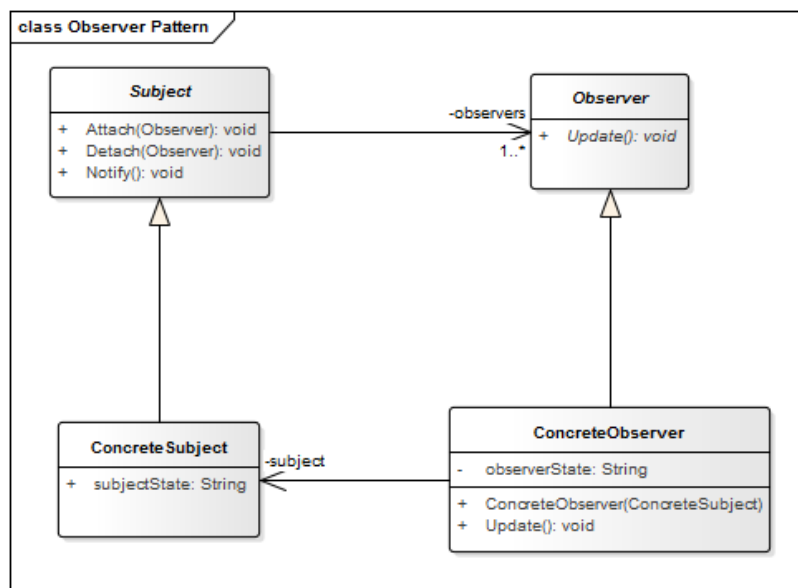 class Observer Pattern
Subject
+ Attach(Observer): void
+ Detach(Observer): void
+ Notify(): void
-observers
1..*
Observer
+ Update(): void
ConcreteSubject
+ subjectState: String
-subject
ConcreteObserver
- observerState: String
+ ConcreteObserver(ConcreteSubject)
+ Update(): void